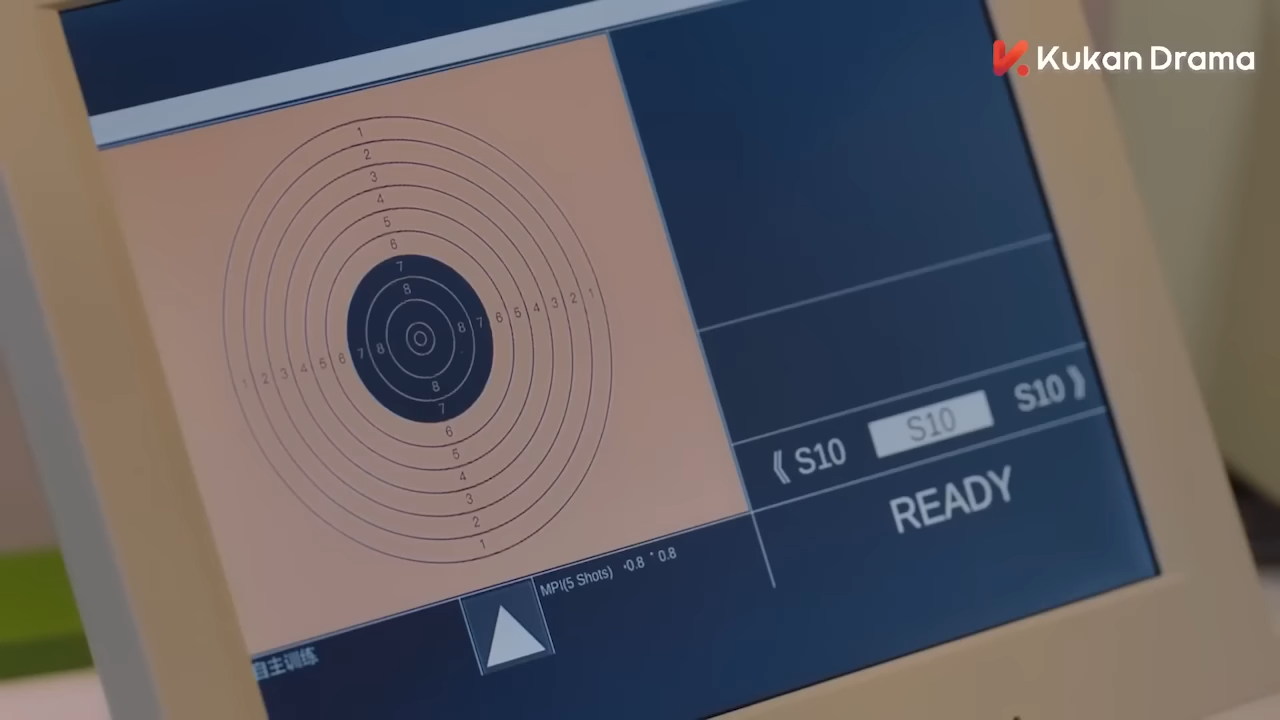 Kukan Drama
1
2
3
4
5
6
7
8
1 2 3 4 5 6 7 8
8 7 6 5 4 3 2 1
8
7
6
5
4
3
2
1
《 S10 S10 S10 》
READY
MPI(5 Shots) -0.8 0.8
自主训练